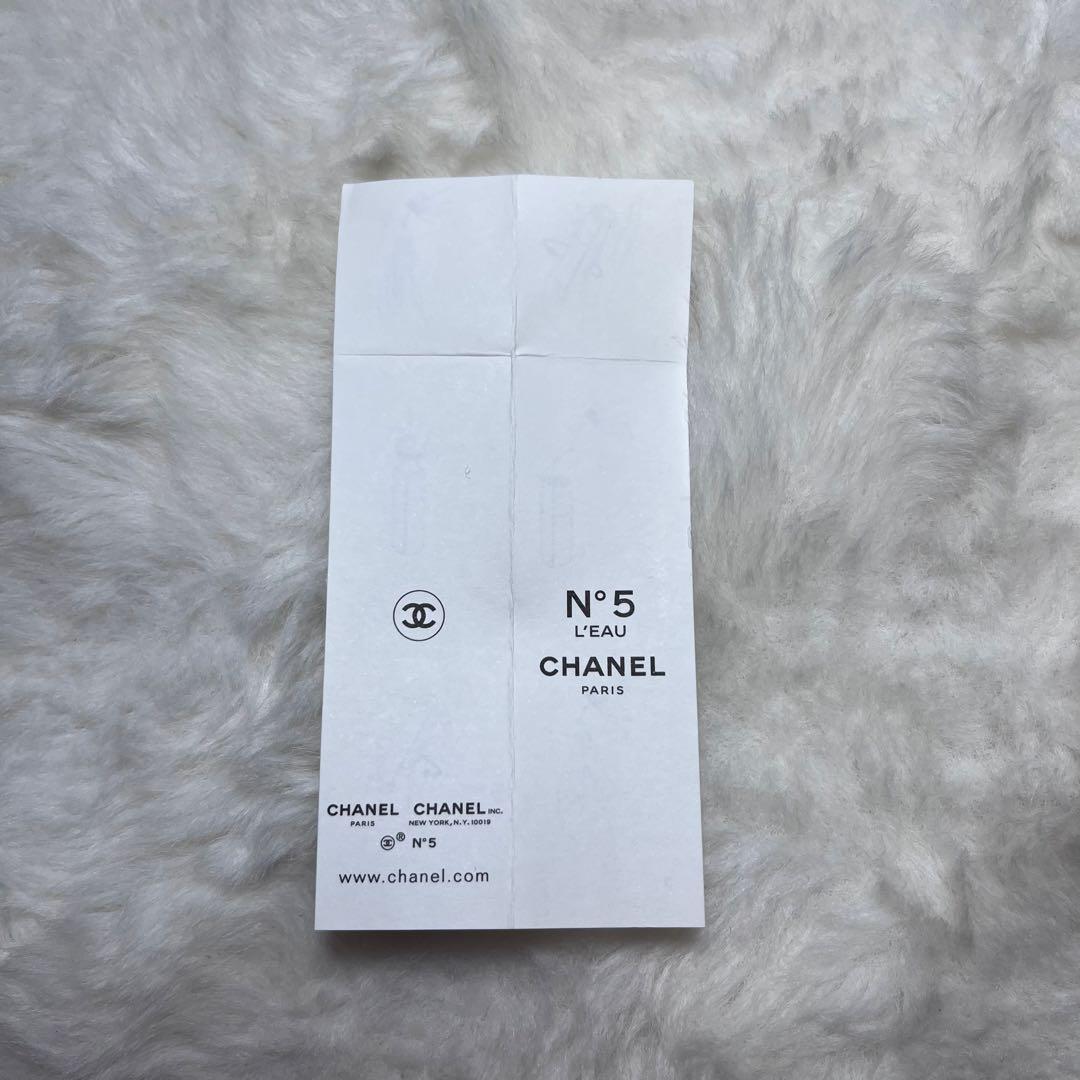 N°5
L'EAU
CHANEL
PARIS
CHANEL CHANEL INC.
PARIS NEW YORK, N.Y. 10019
® N°5
www.chanel.com